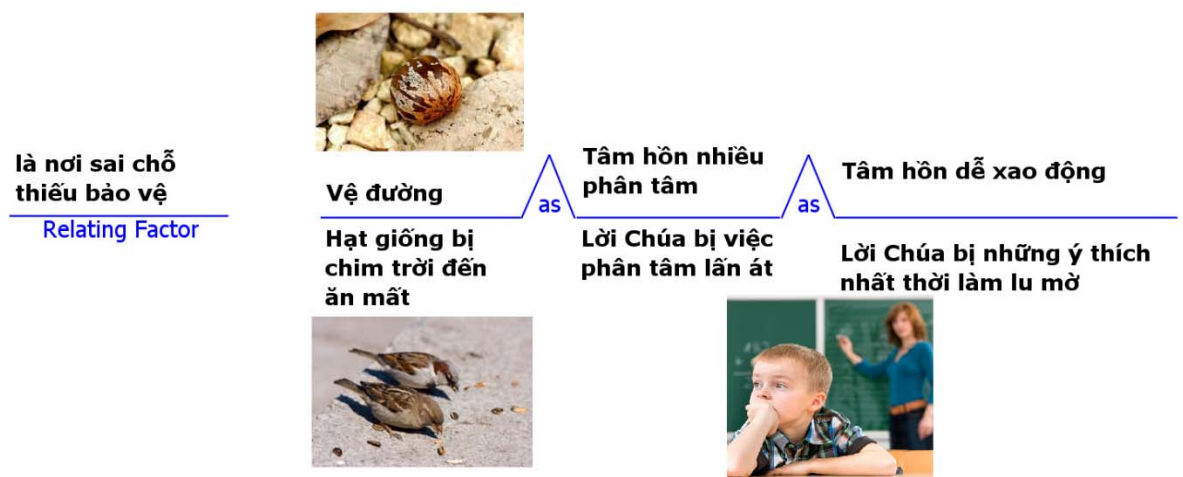 là nơi sai chỗ
thiếu bảo vệ
Relating Factor
Vệ đường
Hạt giống bị
chim trời đến
ăn mất
as
Tâm hồn nhiều
phân tâm
Lời Chúa bị việc
phân tâm lấn át
as
Tâm hồn dễ xao động
Lời Chúa bị những ý thích
nhất thời làm lu mờ